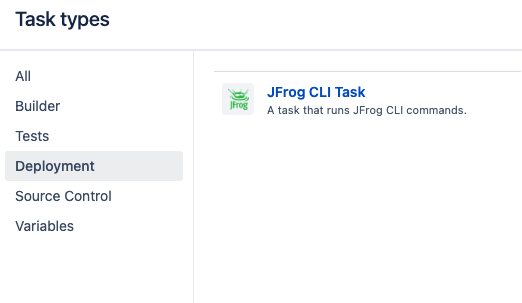 Task types
All
Builder
Tests
Deployment
Source Control
Variables
JFrog
JFrog CLI Task
A task that runs JFrog CLI commands.